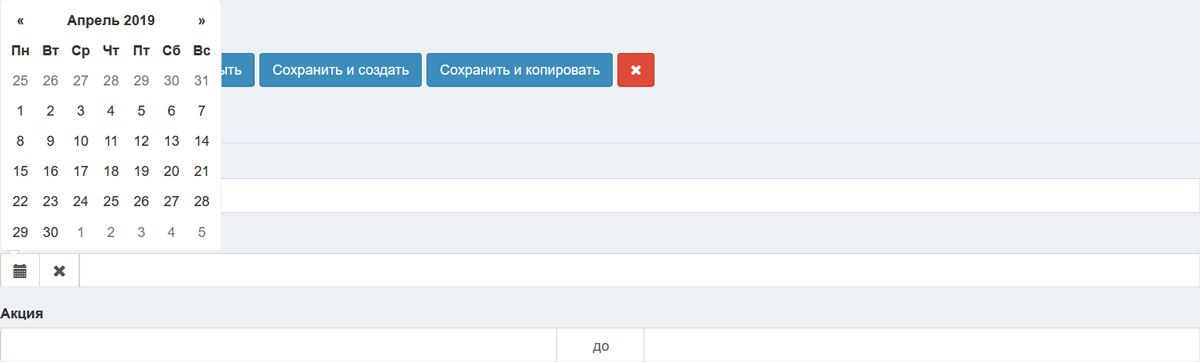 « Апрель 2019 »
Пн Вт Ср Чт Пт Сб Вс
25 26 27 28 29 30 31
ыть Сохранить и создать Сохранить и копировать
1 2 3 4 5 6 7
8 9 10 11 12 13 14
15 16 17 18 19 20 21
22 23 24 25 26 27 28
29 30 1 2 3 4 5
Акция
до